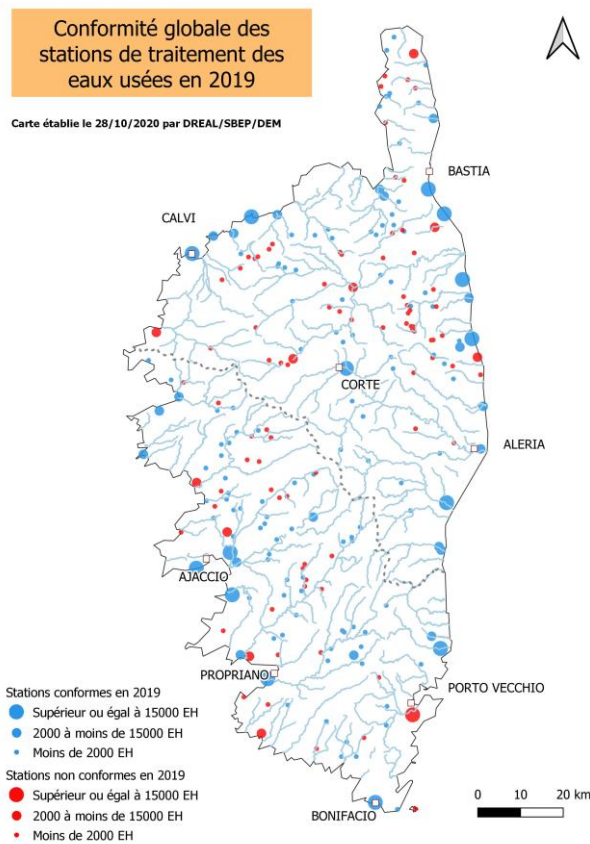 Conformité globale des
stations de traitement des
eaux usées en 2019
Carte établie le 28/10/2020 par DREAL/SBEP/DEM
BASTIA
CALVI
CORTE
ALERIA
AJACCIO
PROPRIANO
PORTO VECCHIO
BONIFACIO
Stations conformes en 2019
Supérieur ou égal à 15000 EH
2000 à moins de 15000 EH
Moins de 2000 EH
Stations non conformes en 2019
Supérieur ou égal à 15000 EH
2000 à moins de 15000 EH
Moins de 2000 EH
0 10 20 km